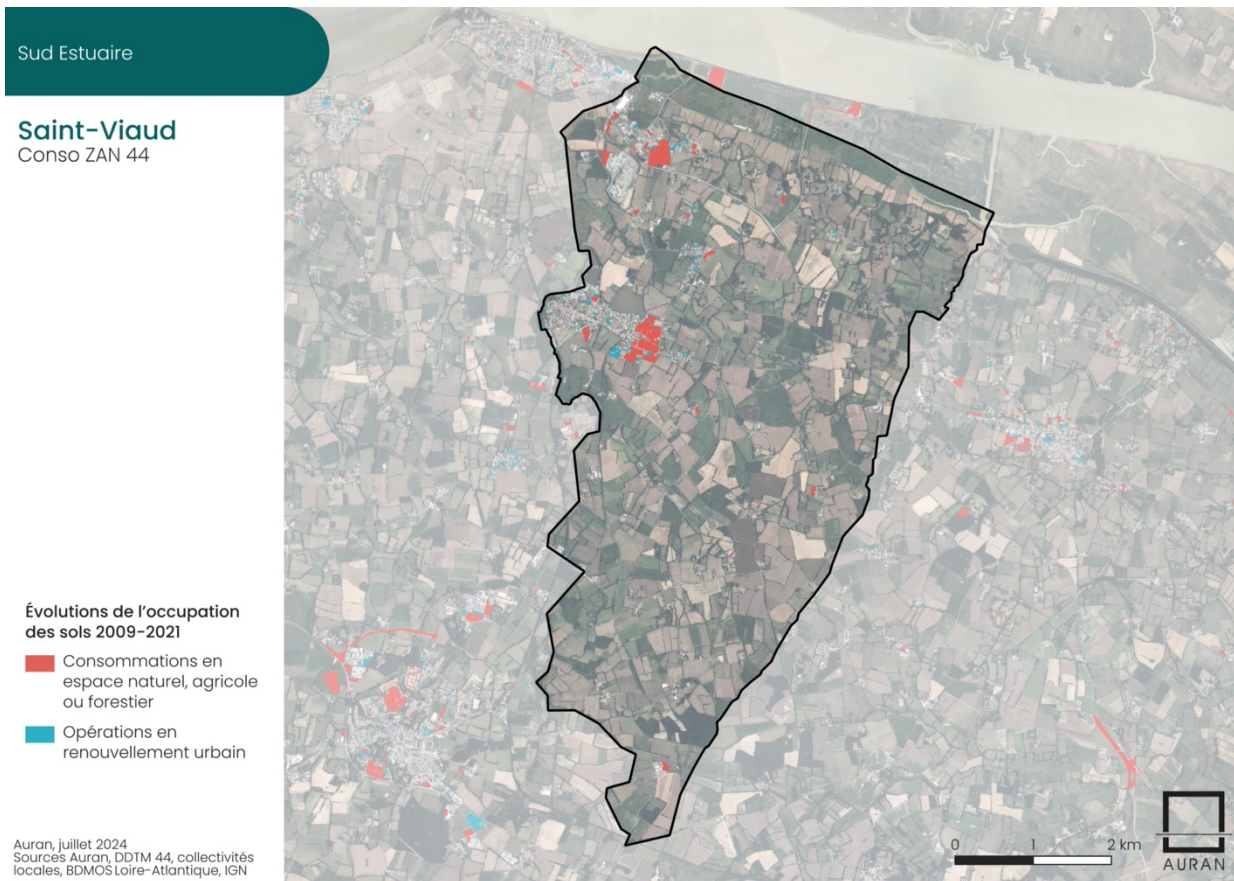 Sud Estuaire
Saint-Viaud
Conso ZAN 44
Évolutions de l'occupation
des sols 2009-2021
Consommations en
espace naturel, agricole
ou forestier
Opérations en
renouvellement urbain
Auran, juillet 2024
Sources Auran, DDTM 44, collectivités
locales, BDMOS Loire-Atlantique, IGN
0 1 2 km
AURAN